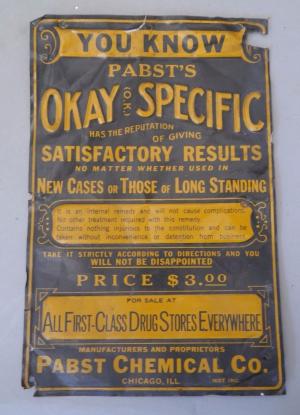 YOU KNOW
PABST'S
OKAY (O.K.) SPECIFIC
HAS THE REPUTATION
OF GIVING
SATISFACTORY RESULTS
NO MATTER WHETHER USED IN
NEW CASES OR THOSE OF LONG STANDING
It is an internal remedy and will not cause complications.
No other treatment required with this remedy.
Contains nothing injurious to the constitution and can be
taken without inconvenience or detention from business
TAKE IT STRICTLY ACCORDING TO DIRECTIONS AND YOU
WILL NOT BE DISAPPOINTED
PRICE $3.00
FOR SALE AT
ALL FIRST-CLASS DRUG STORES EVERYWHERE
MANUFACTURERS AND PROPRIETORS
PABST CHEMICAL CO.
CHICAGO, ILL.
NOT INC.